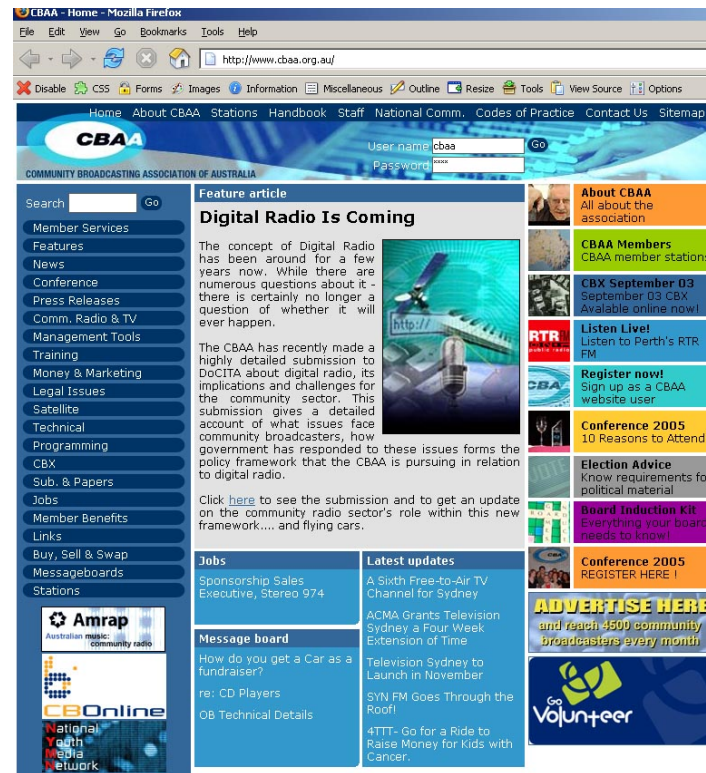 CBAA - Home - Mozilla Firefox
File Edit View Go Bookmarks Tools Help
http://www.cbaa.org.au/
Disable CSS Forms Images Information Miscellaneous Outline Resize Tools View Source Options
Home About CBAA Stations Handbook Staff National Comm. Codes of Practice Contact Us Sitemap
CBAA
COMMUNITY BROADCASTING ASSOCIATION OF AUSTRALIA
User name cbaa Go
Password ****
Search Go
Member Services
Features
News
Conference
Press Releases
Comm. Radio & TV
Management Tools
Training
Money & Marketing
Legal Issues
Satellite
Technical
Programming
CBX
Sub. & Papers
Jobs
Member Benefits
Links
Buy, Sell & Swap
Messageboards
Stations
Amrap
Australian music:
community radio
CBOnline
National
Youth
Media
Network
Feature article
Digital Radio Is Coming
The concept of Digital Radio
has been around for a few
years now. While there are
numerous questions about it -
there is certainly no longer a
question of whether it will
ever happen.
http://
The CBAA has recently made a
highly detailed submission to
DoCITA about digital radio, its
implications and challenges for
the community sector. This
submission gives a detailed
account of what issues face
community broadcasters, how
government has responded to these issues forms the
policy framework that the CBAA is pursuing in relation
to digital radio.
Click here to see the submission and to get an update
on the community radio sector's role within this new
framework.... and flying cars.
Jobs
Sponsorship Sales
Executive, Stereo 974
Message board
How do you get a Car as a
fundraiser?
re: CD Players
OB Technical Details
Latest updates
A Sixth Free-to-Air TV
Channel for Sydney
ACMA Grants Television
Sydney a Four Week
Extension of Time
Television Sydney to
Launch in November
SYN FM Goes Through the
Roof!
4TTT- Go for a Ride to
Raise Money for Kids with
Cancer.
About CBAA
All about the
association
CBAA Members
CBAA member stations
CBX September 03
September 03 CBX
Avalable online now!
RTRFM
public radio
Listen Live!
Listen to Perth's RTR
FM
CBA
Register now!
Sign up as a CBAA
website user
Conference 2005
10 Reasons to Attend
VOTE
Election Advice
Know requirements fo
political material
BOARD
Board Induction Kit
Everything your board
needs to know!
Conference 2005
REGISTER HERE !
ADVERTISE HERE
and reach 4500 community
broadcasters every month
Go
Volunteer